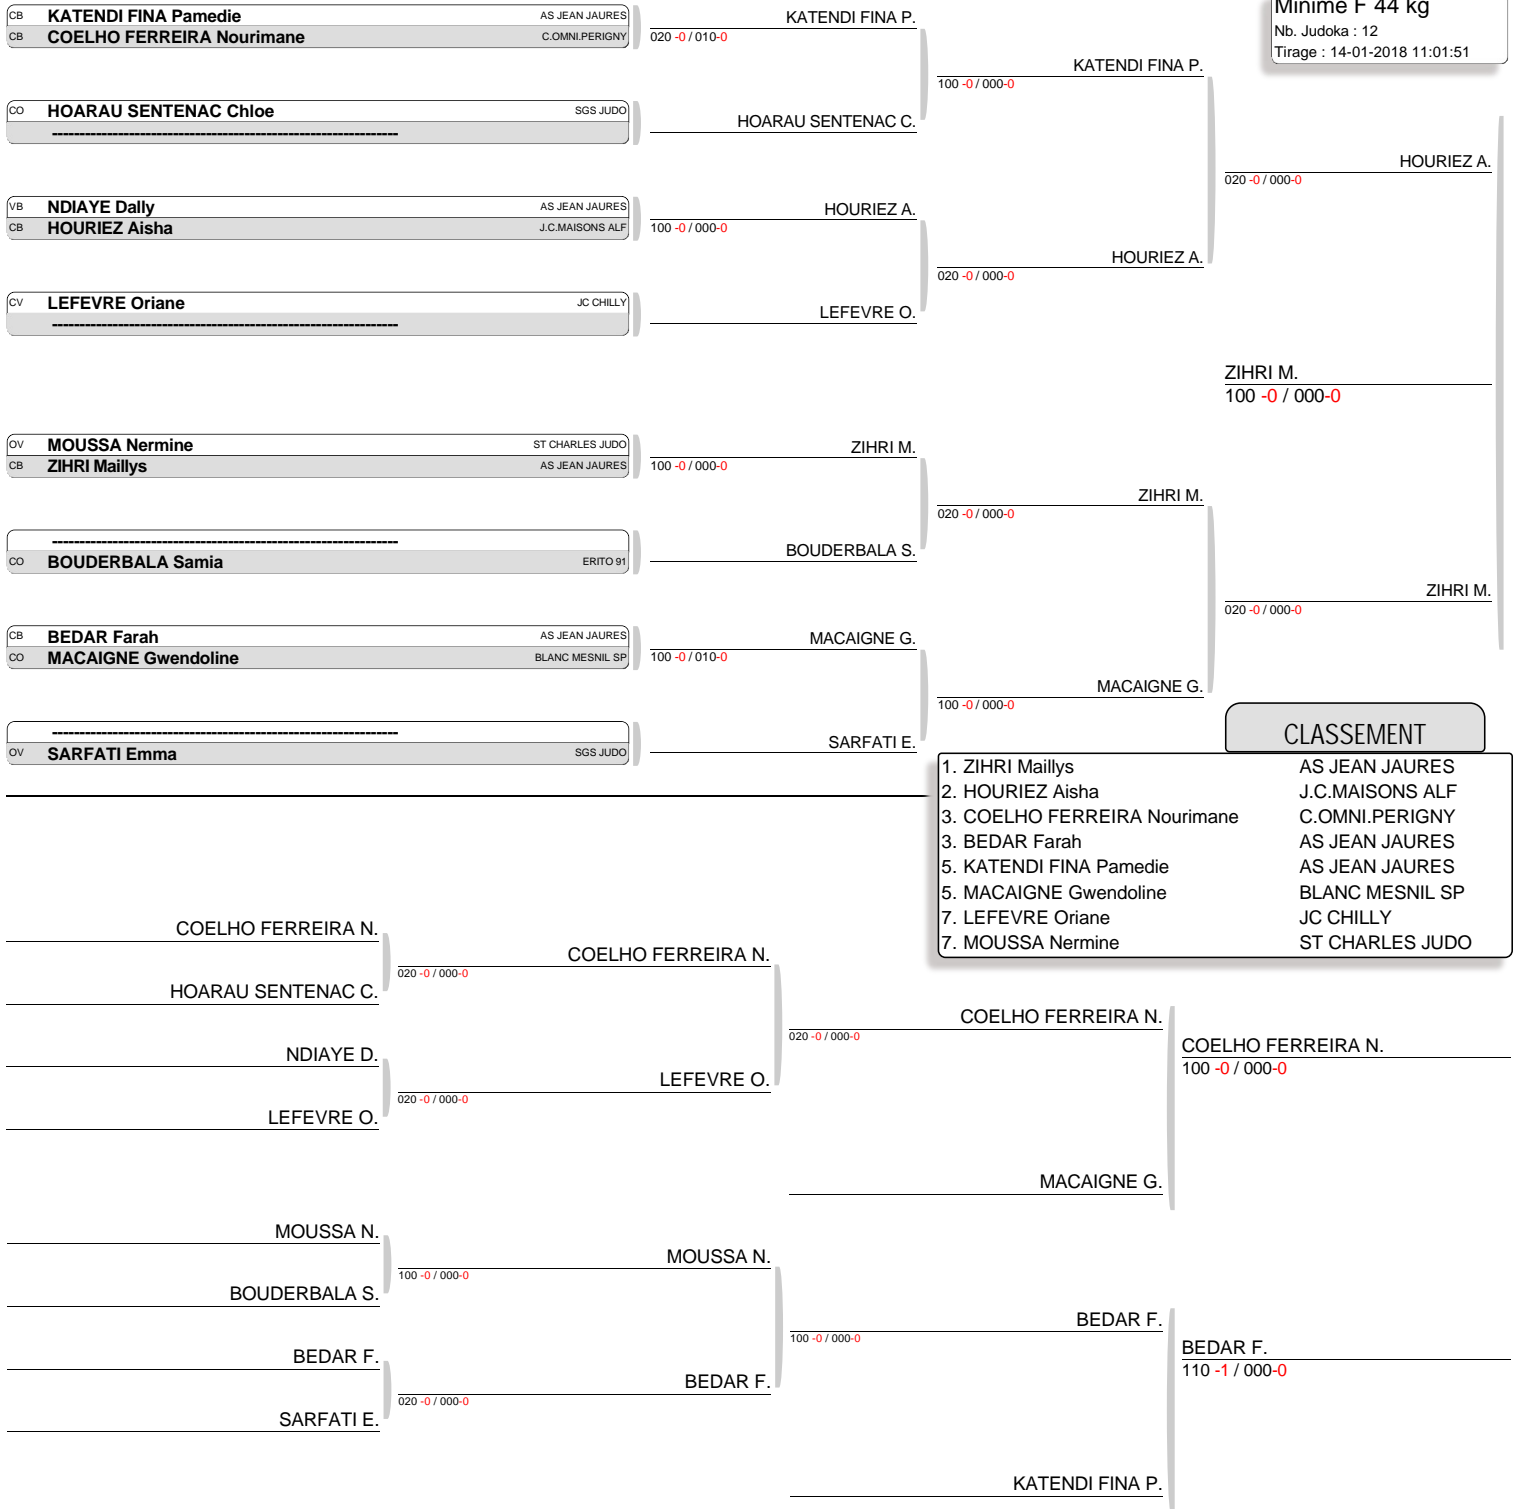 Minime F 44 kg
Nb. Judoka : 12
Tirage : 14-01-2018 11:01:51
CB KATENDI FINA Pamedie AS JEAN JAURES
CB COELHO FERREIRA Nourimane C.OMNI.PERIGNY
KATENDI FINA P.
020 -0 / 010-0
KATENDI FINA P.
100 -0 / 000-0
CO HOARAU SENTENAC Chloe SGS JUDO
------------------------------------------------------------------
HOARAU SENTENAC C.
HOURIEZ A.
020 -0 / 000-0
VB NDIAYE Dally AS JEAN JAURES
CB HOURIEZ Aisha J.C.MAISONS ALF
HOURIEZ A.
100 -0 / 000-0
HOURIEZ A.
020 -0 / 000-0
CV LEFEVRE Oriane JC CHILLY
------------------------------------------------------------------
LEFEVRE O.
ZIHRI M.
100 -0 / 000-0
OV MOUSSA Nermine ST CHARLES JUDO
CB ZIHRI Maillys AS JEAN JAURES
ZIHRI M.
100 -0 / 000-0
ZIHRI M.
020 -0 / 000-0
------------------------------------------------------------------
CO BOUDERBALA Samia ERITO 91
BOUDERBALA S.
ZIHRI M.
020 -0 / 000-0
CB BEDAR Farah AS JEAN JAURES
CO MACAIGNE Gwendoline BLANC MESNIL SP
MACAIGNE G.
100 -0 / 010-0
MACAIGNE G.
100 -0 / 000-0
------------------------------------------------------------------
OV SARFATI Emma SGS JUDO
SARFATI E.
CLASSEMENT
1. ZIHRI Maillys AS JEAN JAURES
2. HOURIEZ Aisha J.C.MAISONS ALF
3. COELHO FERREIRA Nourimane C.OMNI.PERIGNY
3. BEDAR Farah AS JEAN JAURES
5. KATENDI FINA Pamedie AS JEAN JAURES
5. MACAIGNE Gwendoline BLANC MESNIL SP
7. LEFEVRE Oriane JC CHILLY
7. MOUSSA Nermine ST CHARLES JUDO
COELHO FERREIRA N.
COELHO FERREIRA N.
020 -0 / 000-0
HOARAU SENTENAC C.
COELHO FERREIRA N.
020 -0 / 000-0
COELHO FERREIRA N.
100 -0 / 000-0
NDIAYE D.
LEFEVRE O.
020 -0 / 000-0
LEFEVRE O.
MACAIGNE G.
MOUSSA N.
MOUSSA N.
100 -0 / 000-0
BOUDERBALA S.
BEDAR F.
100 -0 / 000-0
BEDAR F.
110 -1 / 000-0
BEDAR F.
BEDAR F.
020 -0 / 000-0
SARFATI E.
KATENDI FINA P.